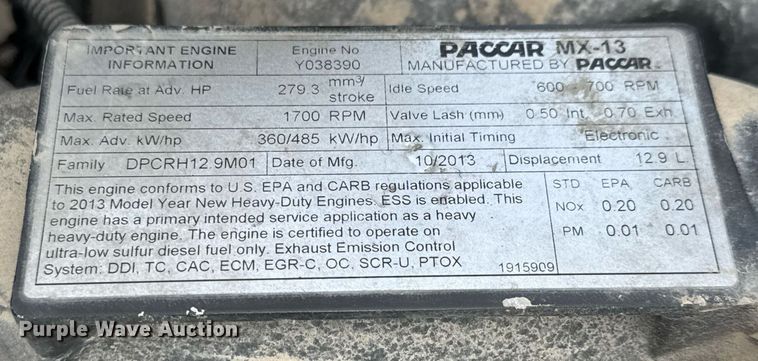 IMPORTANT ENGINE INFORMATION
Engine No Y038390
PACCAR MX-13
MANUFACTURED BY PACCAR
Fuel Rate at Adv. HP 279.3 mm³/stroke Idle Speed 600 700 RPM
Max. Rated Speed 1700 RPM Valve Lash (mm) 0.50 Int. 0.70 Exh.
Max. Adv. kW/hp 360/485 kW/hp Max. Initial Timing Electronic
Family DPCRH12.9M01 Date of Mfg. 10/2013 Displacement 12.9 L.
This engine conforms to U.S. EPA and CARB regulations applicable
to 2013 Model Year New Heavy-Duty Engines. ESS is enabled. This
engine has a primary intended service application as a heavy
heavy-duty engine. The engine is certified to operate on
ultra-low sulfur diesel fuel only. Exhaust Emission Control
System: DDI, TC, CAC, ECM, EGR-C, OC, SCR-U, PTOX
1915909
STD EPA CARB
NOx 0.20 0.20
PM 0.01 0.01
Purple Wave Auction